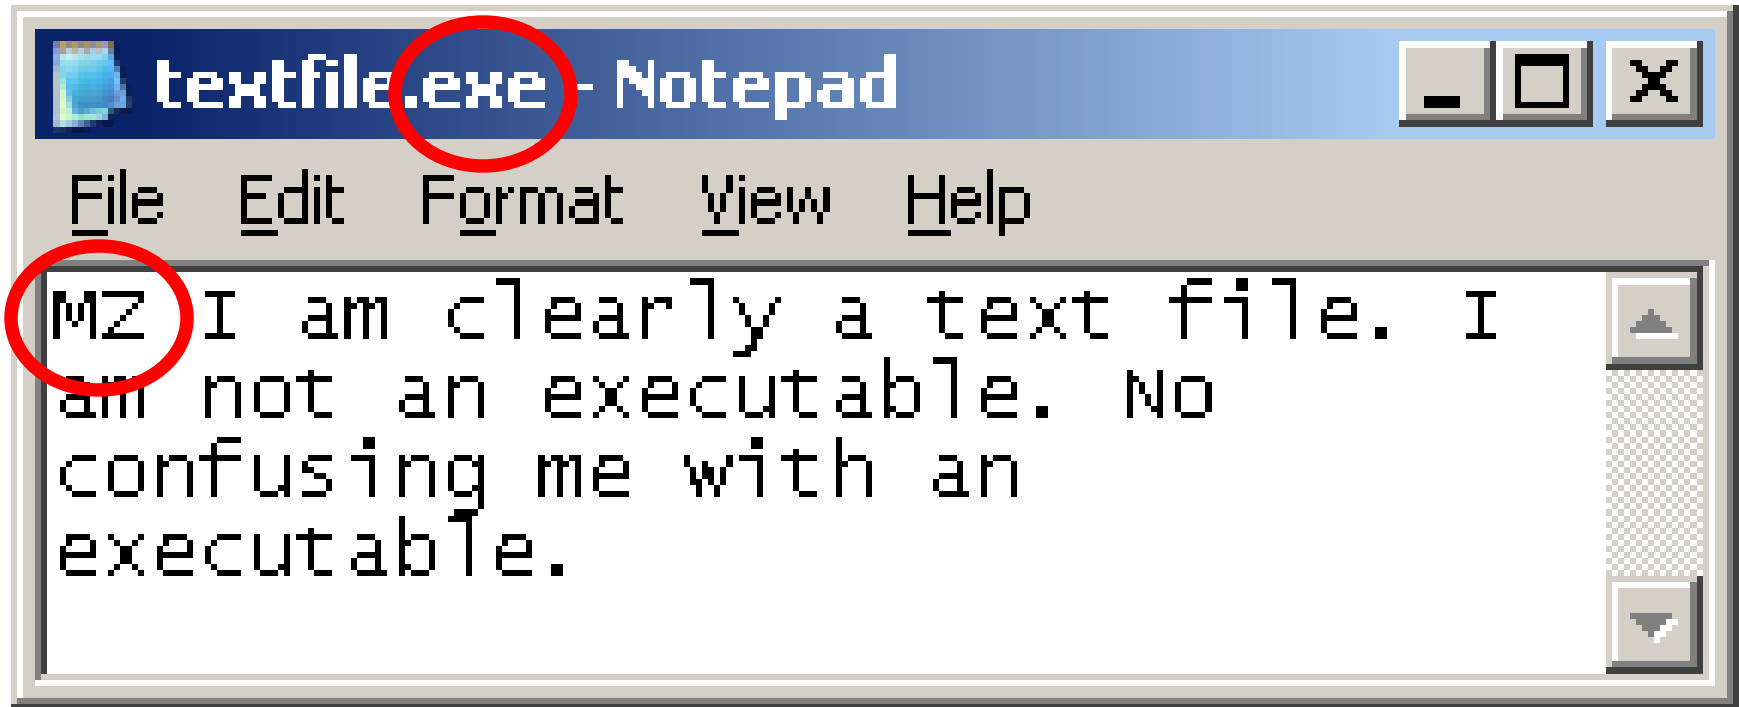 textfile.exe - Notepad
File Edit Format View Help
MZ I am clearly a text file. I
am not an executable. No
confusing me with an
executable.